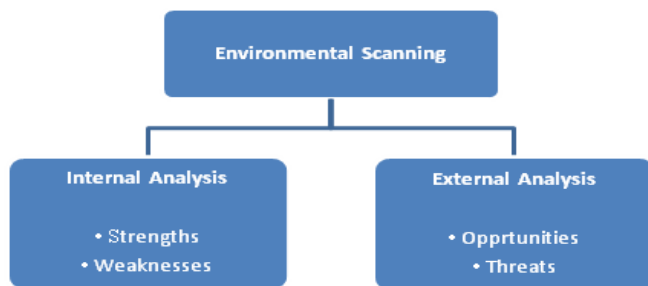 Environmental Scanning
Internal Analysis
• Strengths
• Weaknesses
External Analysis
• Opprtunities
• Threats